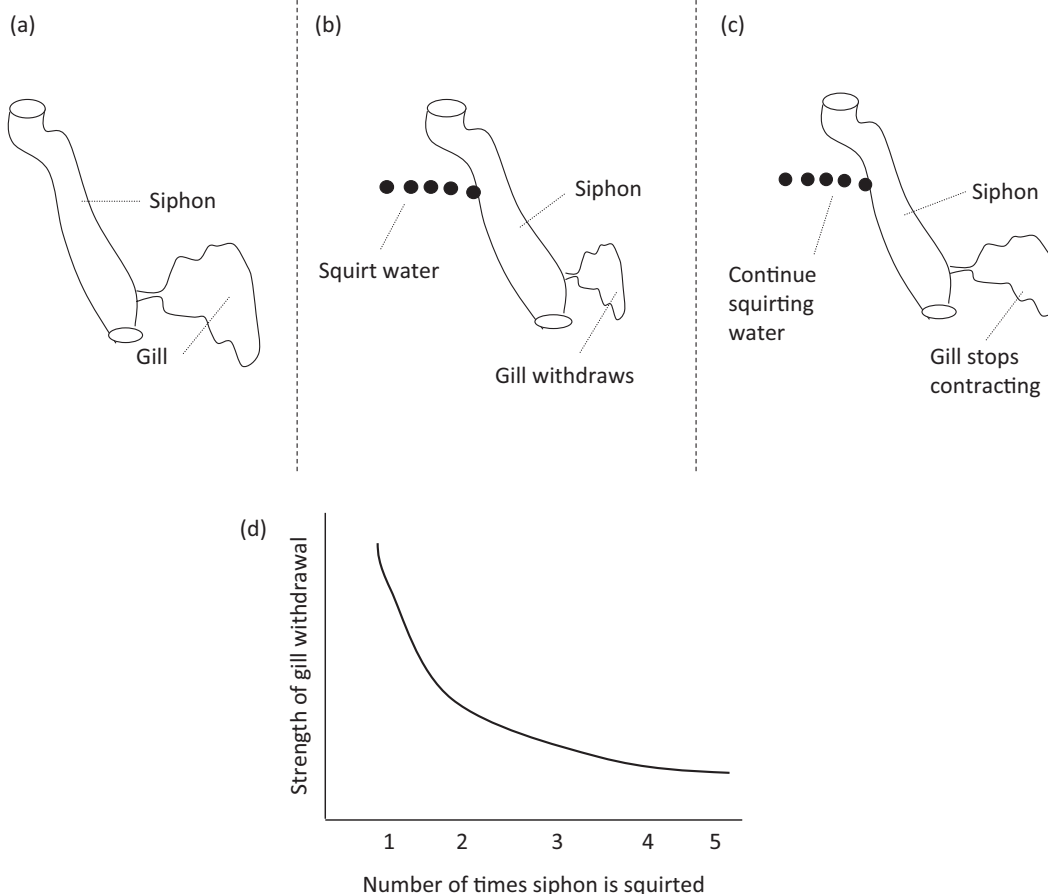 (a)
Siphon
Gill
(b)
Siphon
Squirt water
Gill withdraws
(c)
Siphon
Continue
squirting
water
Gill stops
contracting
(d)
Strength of gill withdrawal
1 2 3 4 5
Number of times siphon is squirted